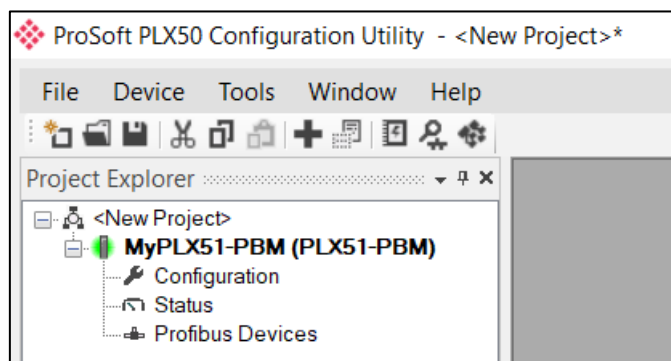 ProSoft PLX50 Configuration Utility - <New Project>*
File Device Tools Window Help
Project Explorer
<New Project>
MyPLX51-PBM (PLX51-PBM)
Configuration
Status
Profibus Devices